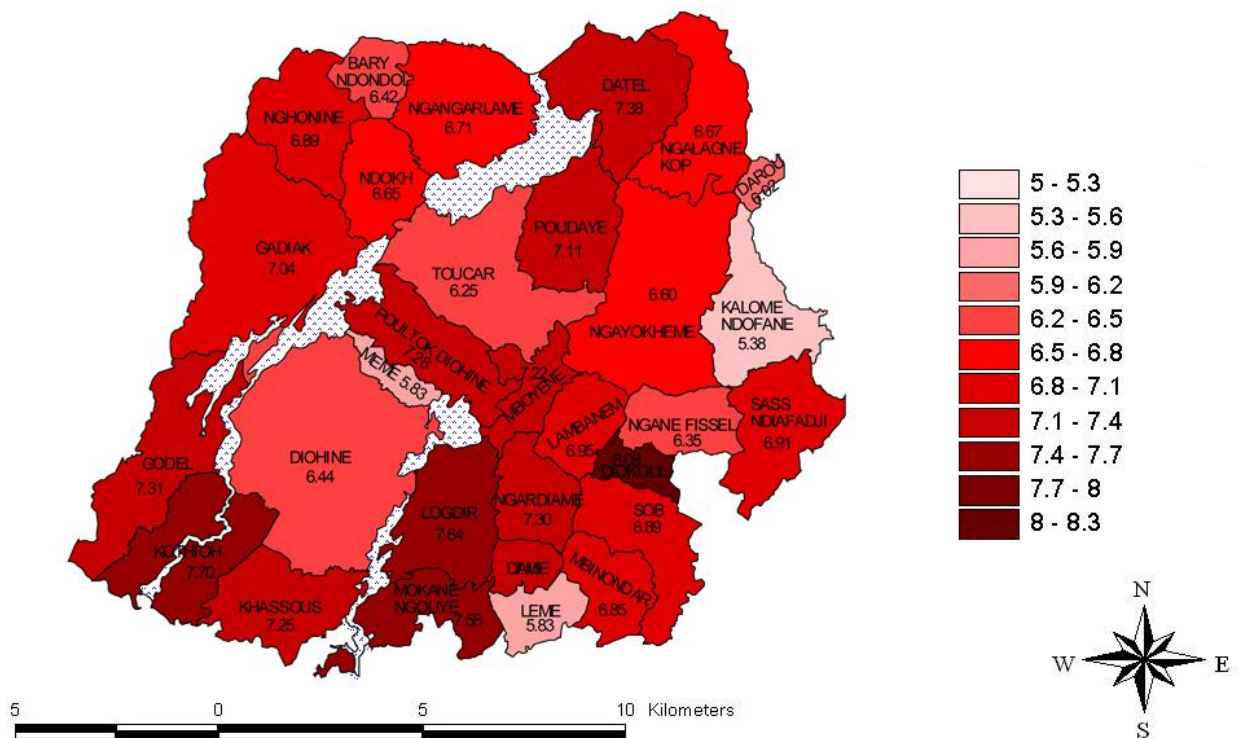 BARY
NDONDOL
6.42
NGANGARLAME
6.71
DATEL
7.38
NGHONINE
6.89
6.67
NGALAGNE
KOP
NDOKH
6.65
DAROU
6.02
GADIAK
7.04
POUDAYE
7.11
TOUCAR
6.25
6.60
NGAYOKHEME
KALOME
NDOFANE
5.38
POULTOK DIOHINE
7.28
MEME 5.83
7.22
MBOYENE
LAMBANEM
6.95
NGANE FISSEL
6.35
SASS
NDIAFADJI
6.91
GODEL
7.31
DIOHINE
6.44
DIOKOUL
LOGDIR
7.64
NGARDIAME
7.30
SOB
6.89
KOTHIOH
7.70
DAME
MBINONDAR
6.85
KHASSOUS
7.25
MOKANE
NGOUYE
7.58
LEME
5.83
5 - 5.3
5.3 - 5.6
5.6 - 5.9
5.9 - 6.2
6.2 - 6.5
6.5 - 6.8
6.8 - 7.1
7.1 - 7.4
7.4 - 7.7
7.7 - 8
8 - 8.3
N
W E
S
5 0 5 10 Kilometers